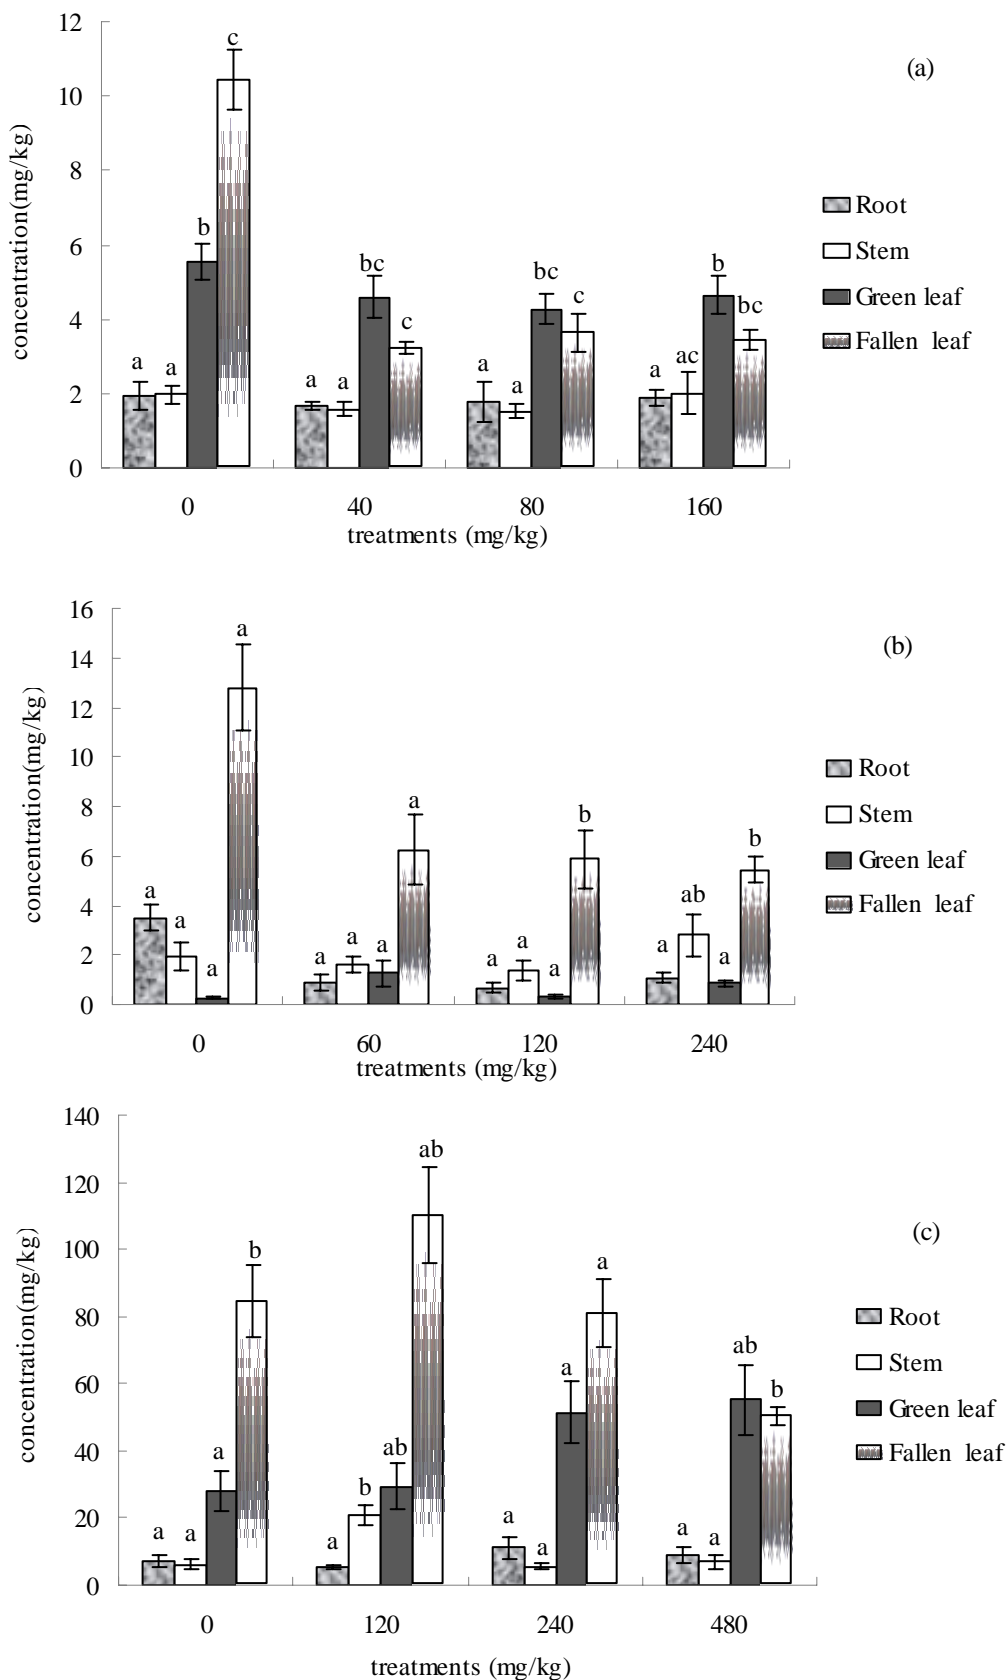 12
10
8
6
4
2
0
concentration(mg/kg)
a
a
b
c
a
a
bc
c
a
a
bc
c
a
ac
b
bc
0
40
80
160
treatments (mg/kg)
(a)
Root
Stem
Green leaf
Fallen leaf
16
14
12
10
8
6
4
2
0
concentration(mg/kg)
a
a
a
a
a
a
a
a
a
a
a
b
a
ab
a
b
0
60
120
240
treatments (mg/kg)
(b)
Root
Stem
Green leaf
Fallen leaf
140
120
100
80
60
40
20
0
concentration(mg/kg)
a
a
a
b
a
b
ab
ab
a
a
a
a
a
a
ab
b
0
120
240
480
treatments (mg/kg)
(c)
Root
Stem
Green leaf
Fallen leaf